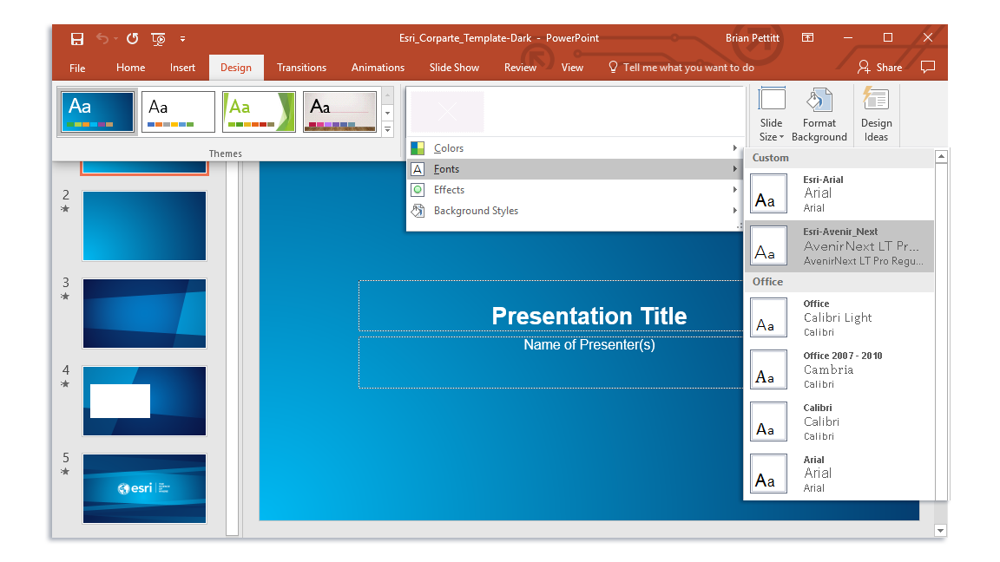 Esri_Corparte_Template-Dark - PowerPoint
Brian Pettitt
File Home Insert Design Transitions Animations Slide Show Review View Tell me what you want to do Share
Aa Aa Aa Aa
Themes
Colors
Fonts
Effects
Background Styles
Slide Size
Format Background
Design Ideas
2
3
4
5
esri
Presentation Title
Name of Presenter(s)
Custom
Aa
Esri-Arial
Arial
Arial
Aa
Esri-Avenir_Next
AvenirNext LT Pr...
AvenirNext LT Pro Regu...
Office
Aa
Office
Calibri Light
Calibri
Aa
Office 2007 - 2010
Cambria
Calibri
Aa
Calibri
Calibri
Calibri
Aa
Arial
Arial
Arial